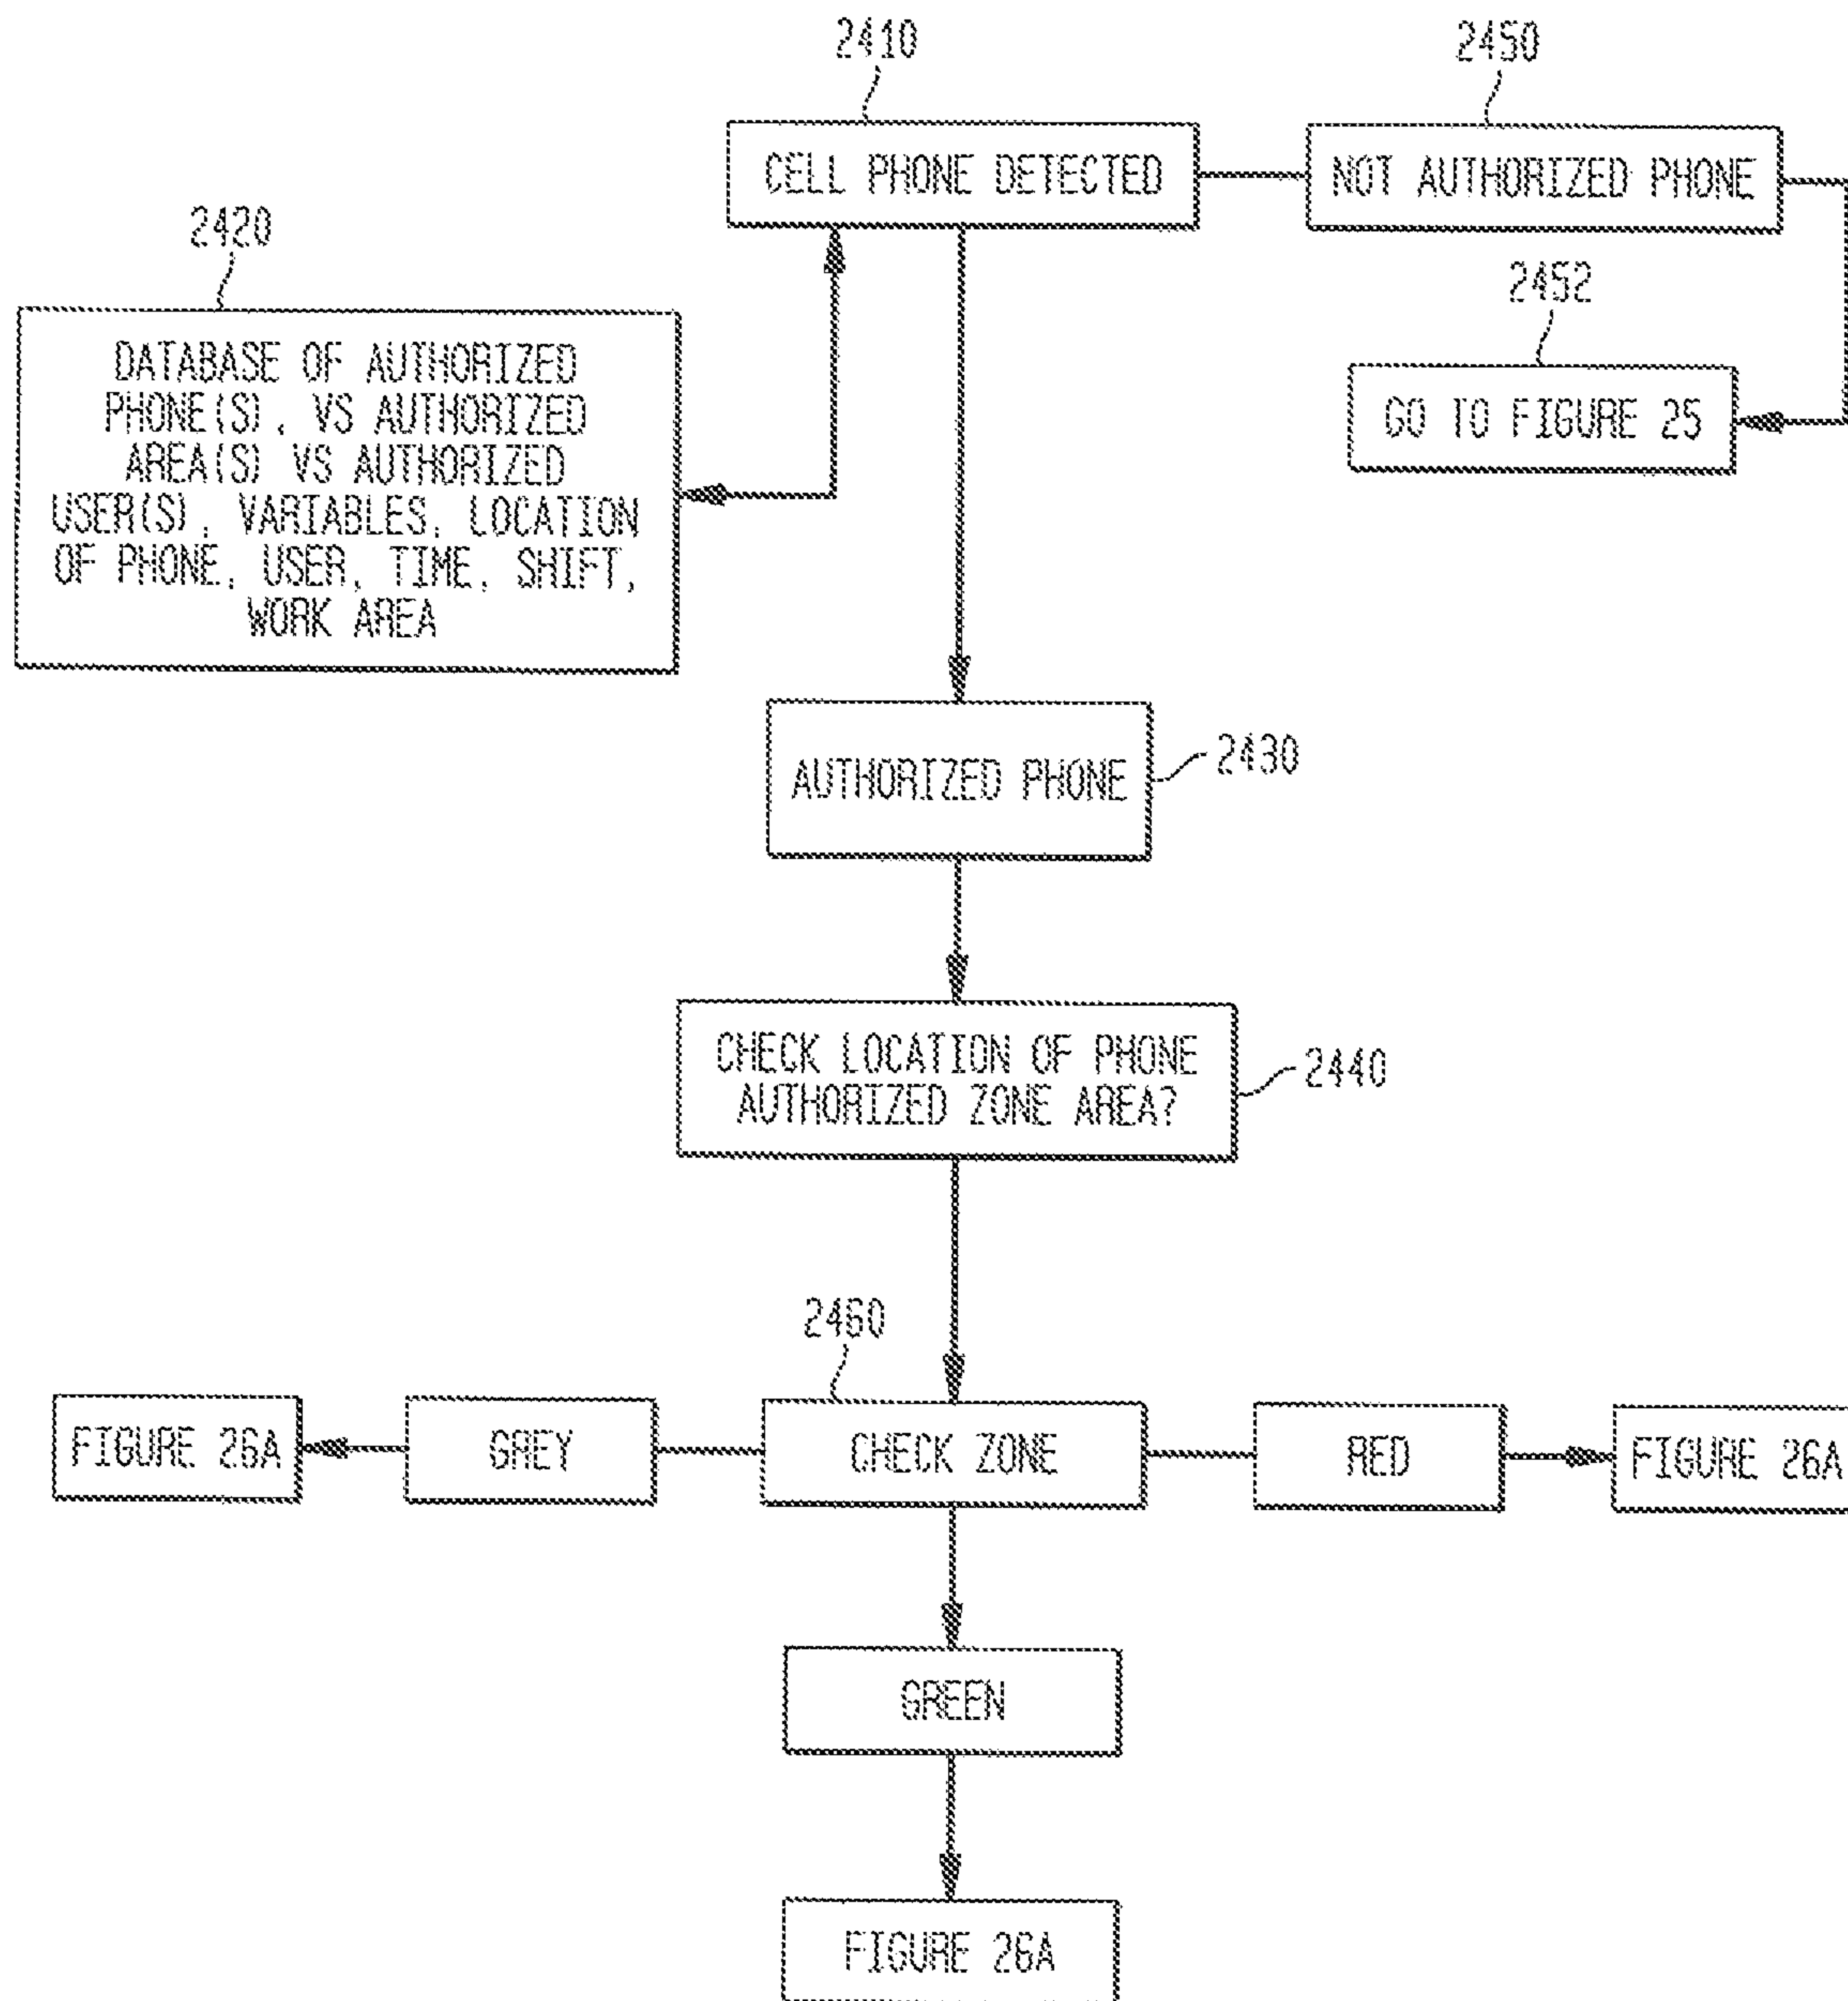 2410
2450
CELL PHONE DETECTED
NOT AUTHORIZED PHONE
2420
2452
DATABASE OF AUTHORIZED
PHONE(S), VS AUTHORIZED
AREA(S) VS AUTHORIZED
USER(S), VARIABLES, LOCATION
OF PHONE, USER, TIME, SHIFT,
WORK AREA
GO TO FIGURE 25
AUTHORIZED PHONE
2430
CHECK LOCATION OF PHONE
AUTHORIZED ZONE AREA?
2440
2460
FIGURE 26A
GREY
CHECK ZONE
RED
FIGURE 26A
GREEN
FIGURE 26A